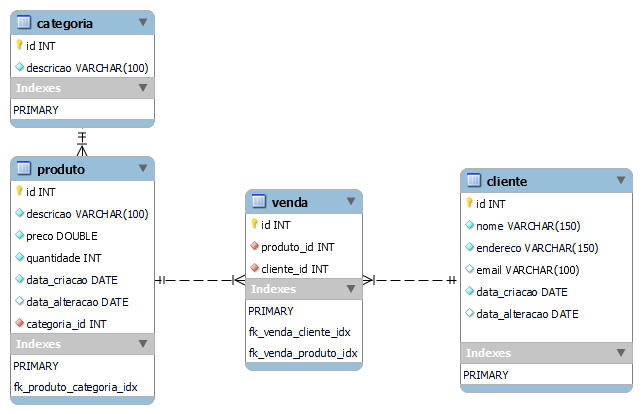 categoria
id INT
descricao VARCHAR(100)
Indexes
PRIMARY
produto
id INT
descricao VARCHAR(100)
preco DOUBLE
quantidade INT
data_criacao DATE
data_alteracao DATE
categoria_id INT
Indexes
PRIMARY
fk_produto_categoria_idx
venda
id INT
produto_id INT
cliente_id INT
Indexes
PRIMARY
fk_venda_cliente_idx
fk_venda_produto_idx
cliente
id INT
nome VARCHAR(150)
endereco VARCHAR(150)
email VARCHAR(100)
data_criacao DATE
data_alteracao DATE
Indexes
PRIMARY